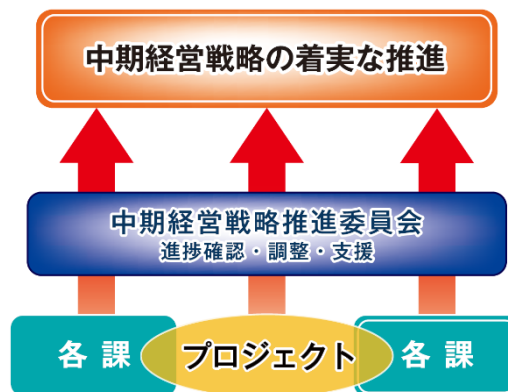 中期経営戦略の着実な推進
中期経営戦略推進委員会
進捗確認・調整・支援
各課 プロジェクト 各課